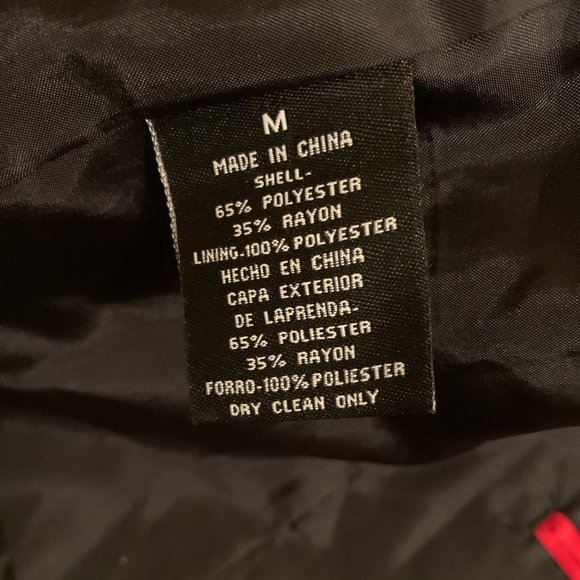 M
MADE IN CHINA
SHELL-
65% POLYESTER
35% RAYON
LINING-100% POLYESTER
HECHO EN CHINA
CAPA EXTERIOR
DE LAPRENDA-
65% POLIESTER
35% RAYON
FORRO-100% POLIESTER
DRY CLEAN ONLY